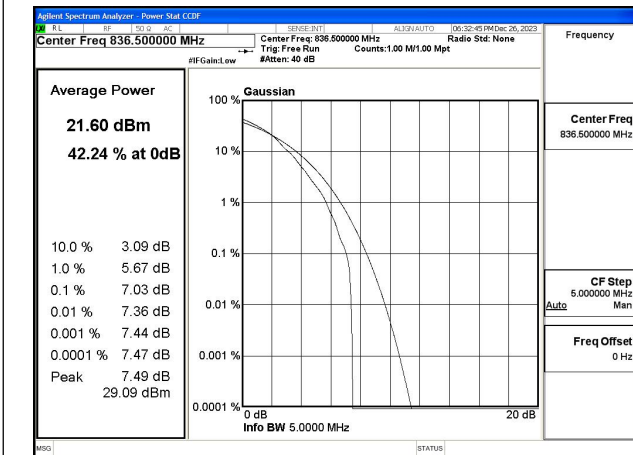 Agilent Spectrum Analyzer - Power Stat CCDF
LXI RL RF 50 Ω AC SENSE:INT ALIGN AUTO 06:32:45 PM Dec 26, 2023
Center Freq 836.500000 MHz
Center Freq: 836.500000 MHz Radio Std: None
Trig: Free Run Counts:1.00 M/1.00 Mpt
#IFGain:Low #Atten: 40 dB
Frequency
Center Freq
836.500000 MHz
CF Step
5.000000 MHz
Auto Man
Freq Offset
0 Hz
Average Power
21.60 dBm
42.24 % at 0dB
10.0 % 3.09 dB
1.0 % 5.67 dB
0.1 % 7.03 dB
0.01 % 7.36 dB
0.001 % 7.44 dB
0.0001 % 7.47 dB
Peak 7.49 dB
29.09 dBm
Gaussian
100 %
10 %
1 %
0.1 %
0.01 %
0.001 %
0.0001 %
0 dB 20 dB
Info BW 5.0000 MHz
MSG STATUS